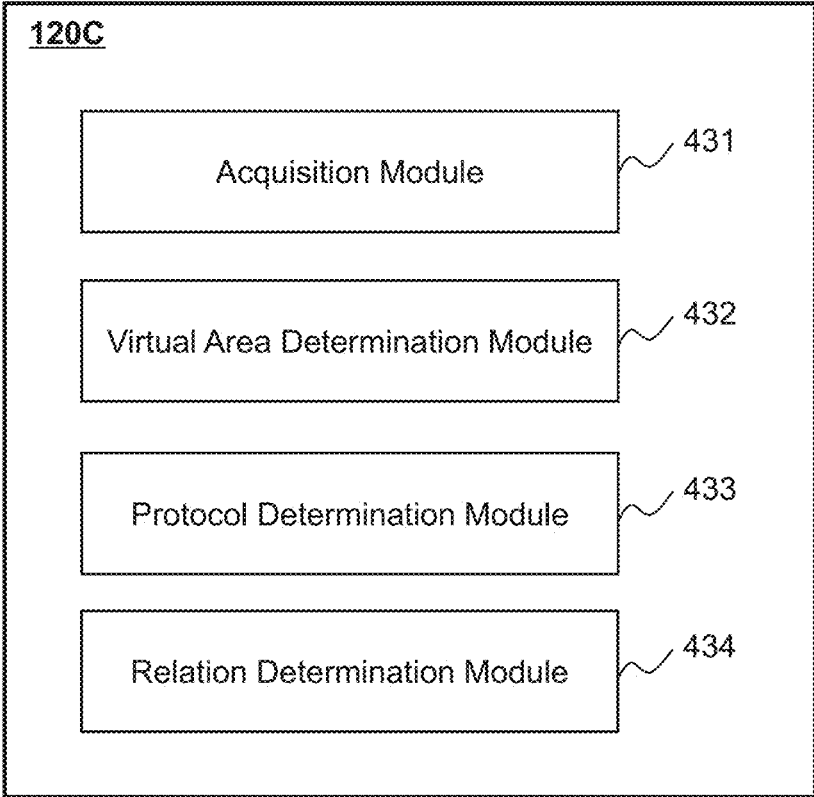 120C
Acquisition Module
431
Virtual Area Determination Module
432
Protocol Determination Module
433
Relation Determination Module
434